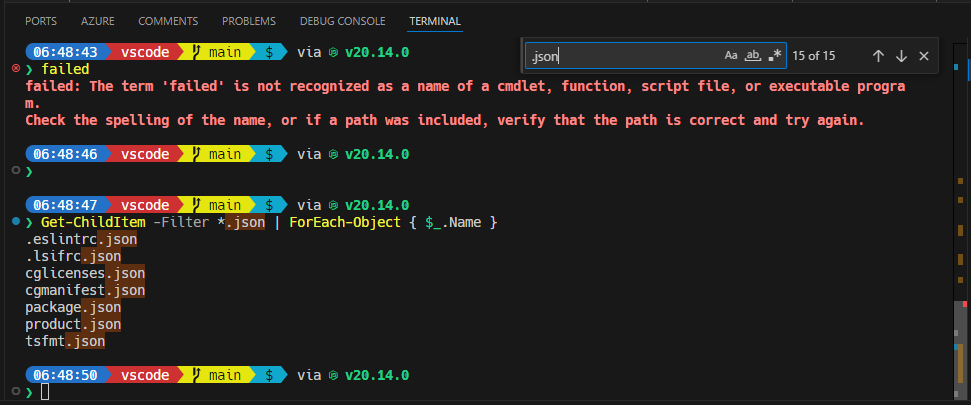 PORTS AZURE COMMENTS PROBLEMS DEBUG CONSOLE TERMINAL
06:48:43 vscode main $ via v20.14.0
.json Aa ab .* 15 of 15
❯ failed
failed: The term 'failed' is not recognized as a name of a cmdlet, function, script file, or executable progra
m.
Check the spelling of the name, or if a path was included, verify that the path is correct and try again.
06:48:46 vscode main $ via v20.14.0
❯
06:48:47 vscode main $ via v20.14.0
❯ Get-ChildItem -Filter *.json | ForEach-Object { $_.Name }
.eslintrc.json
.lsifrc.json
cglicenses.json
cgmanifest.json
package.json
product.json
tsfmt.json
06:48:50 vscode main $ via v20.14.0
❯